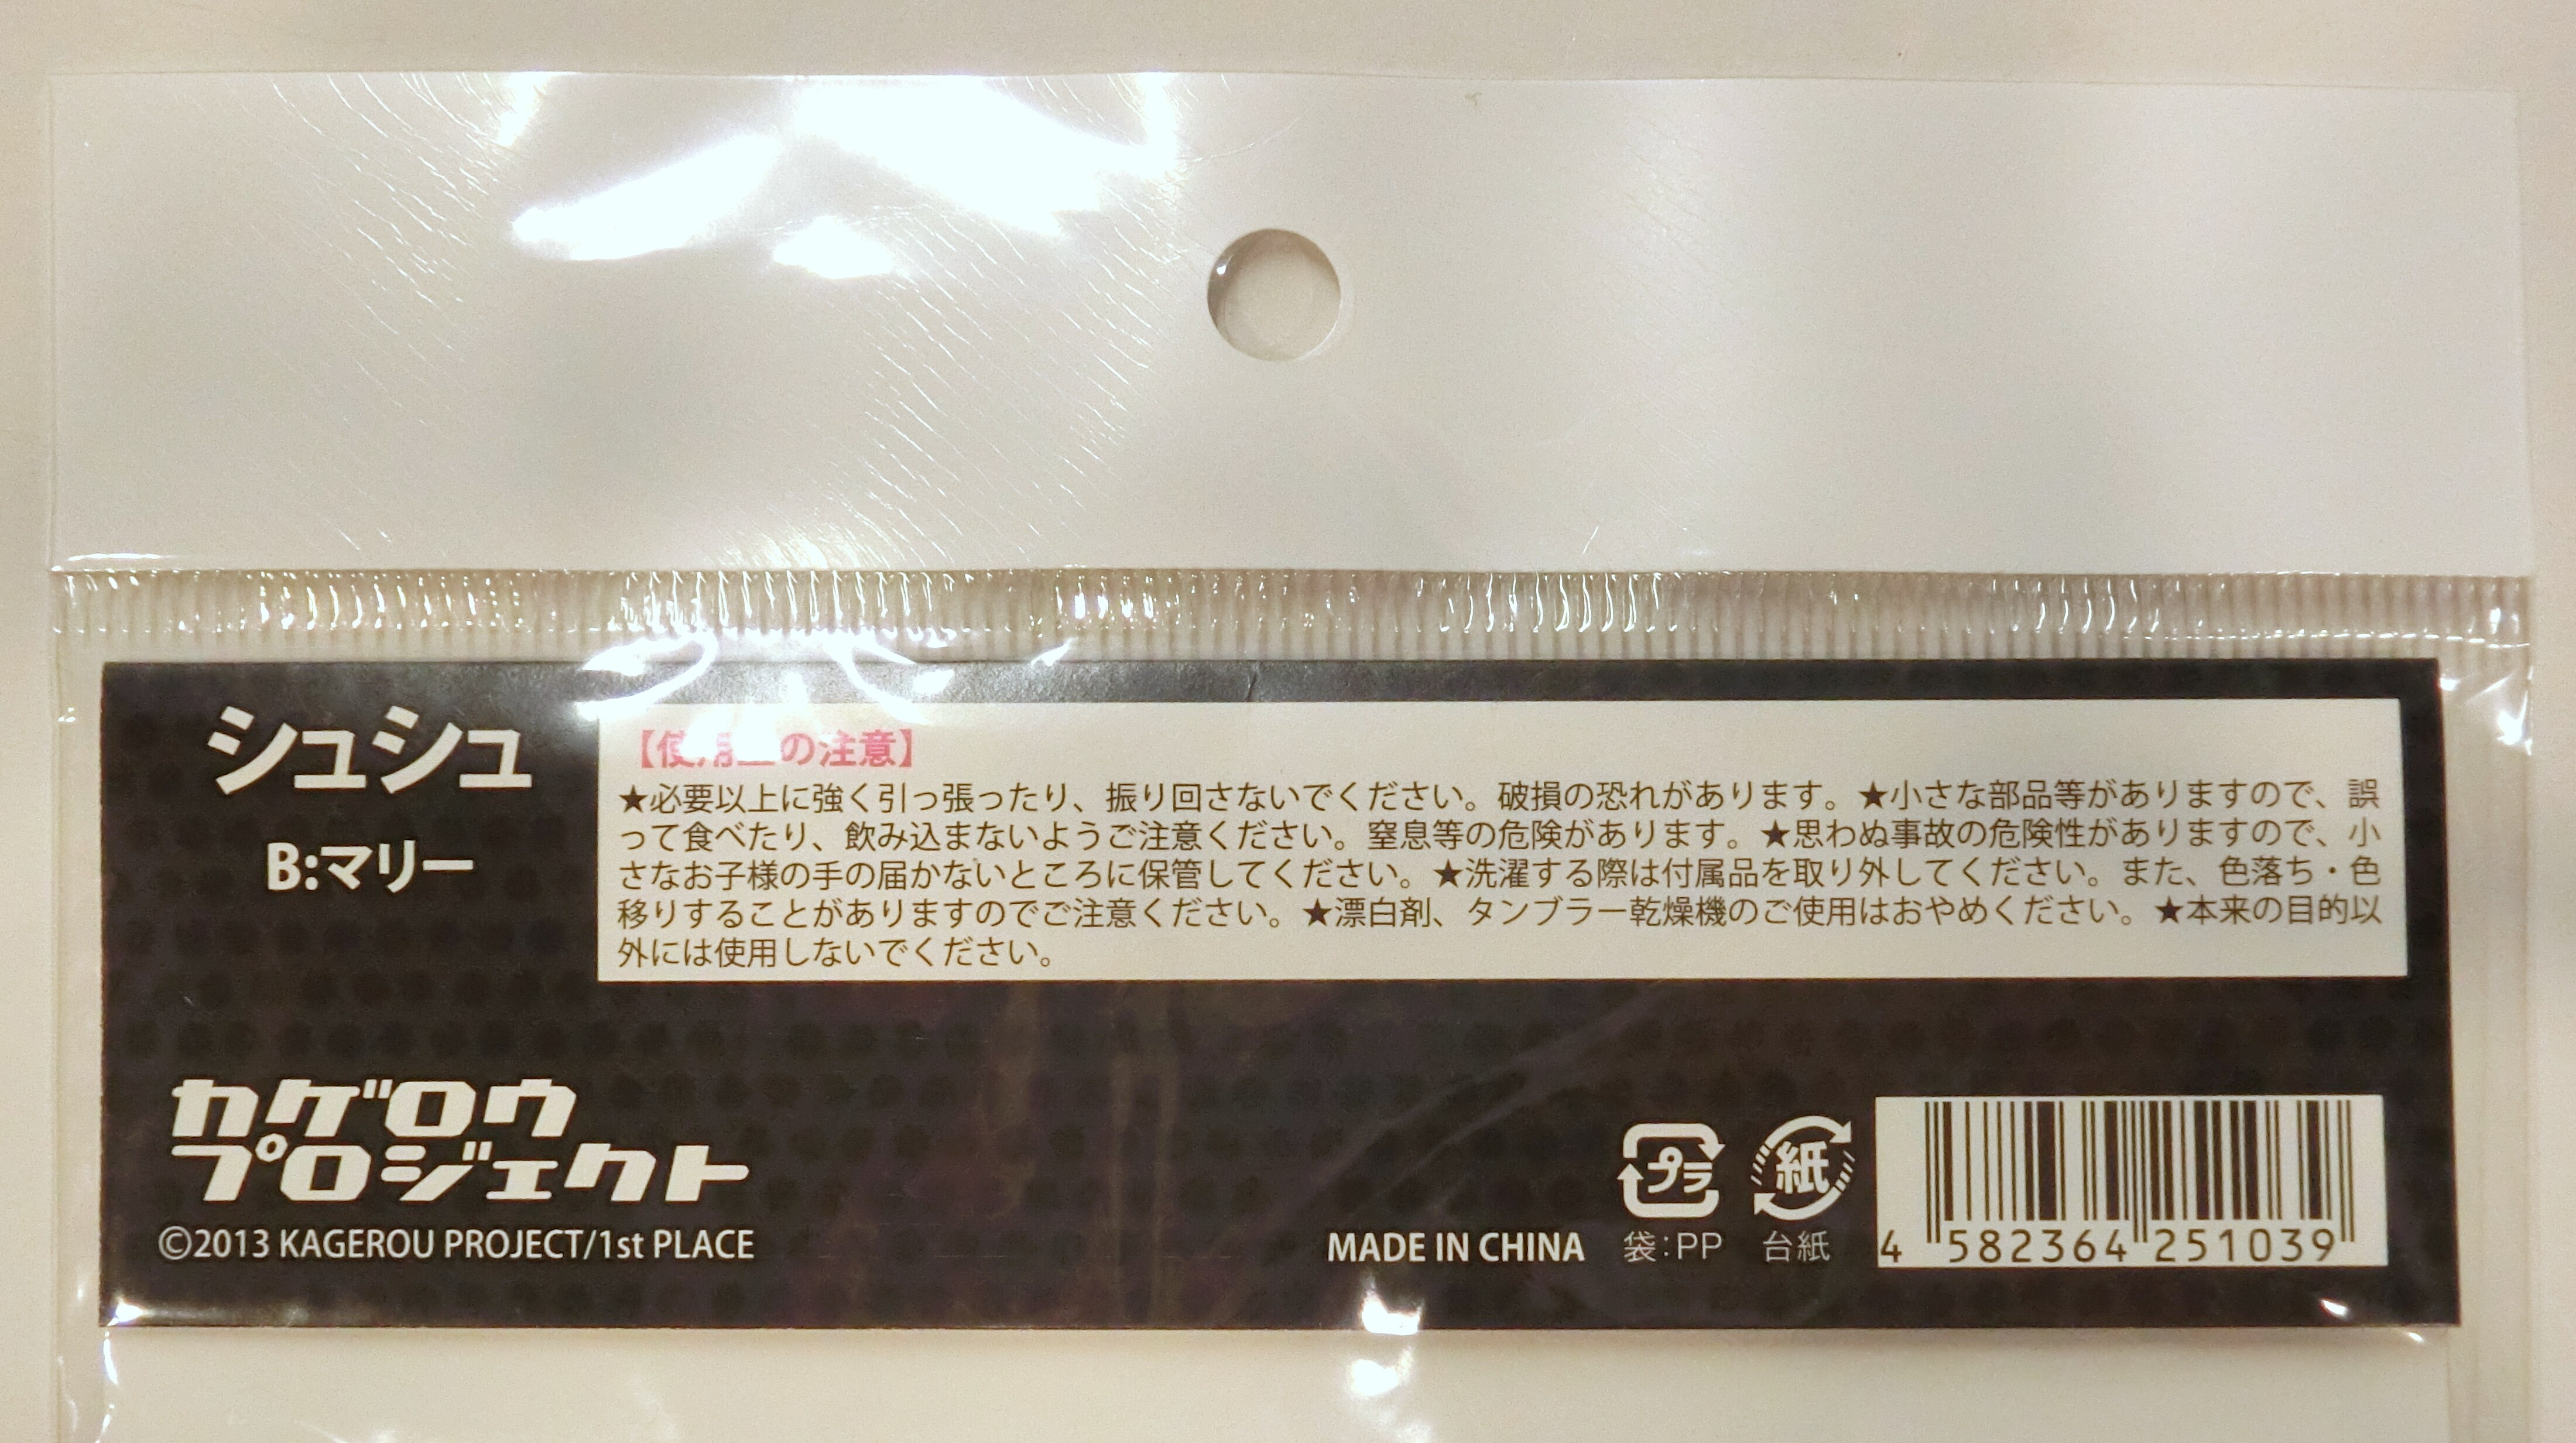 シュシュ
B:マリー
【使用上の注意】
★必要以上に強く引っ張ったり、振り回さないでください。破損の恐れがあります。★小さな部品等がありますので、誤
って食べたり、飲み込まないようご注意ください。窒息等の危険があります。★思わぬ事故の危険性がありますので、小
さなお子様の手の届かないところに保管してください。★洗濯する際は付属品を取り外してください。また、色落ち・色
移りすることがありますのでご注意ください。★漂白剤、タンブラー乾燥機のご使用はおやめください。★本来の目的以
外には使用しないでください。
カゲロウ
プロジェクト
©2013 KAGEROU PROJECT/1st PLACE
MADE IN CHINA
プラ
袋:PP
紙
台紙
4 582364 251039